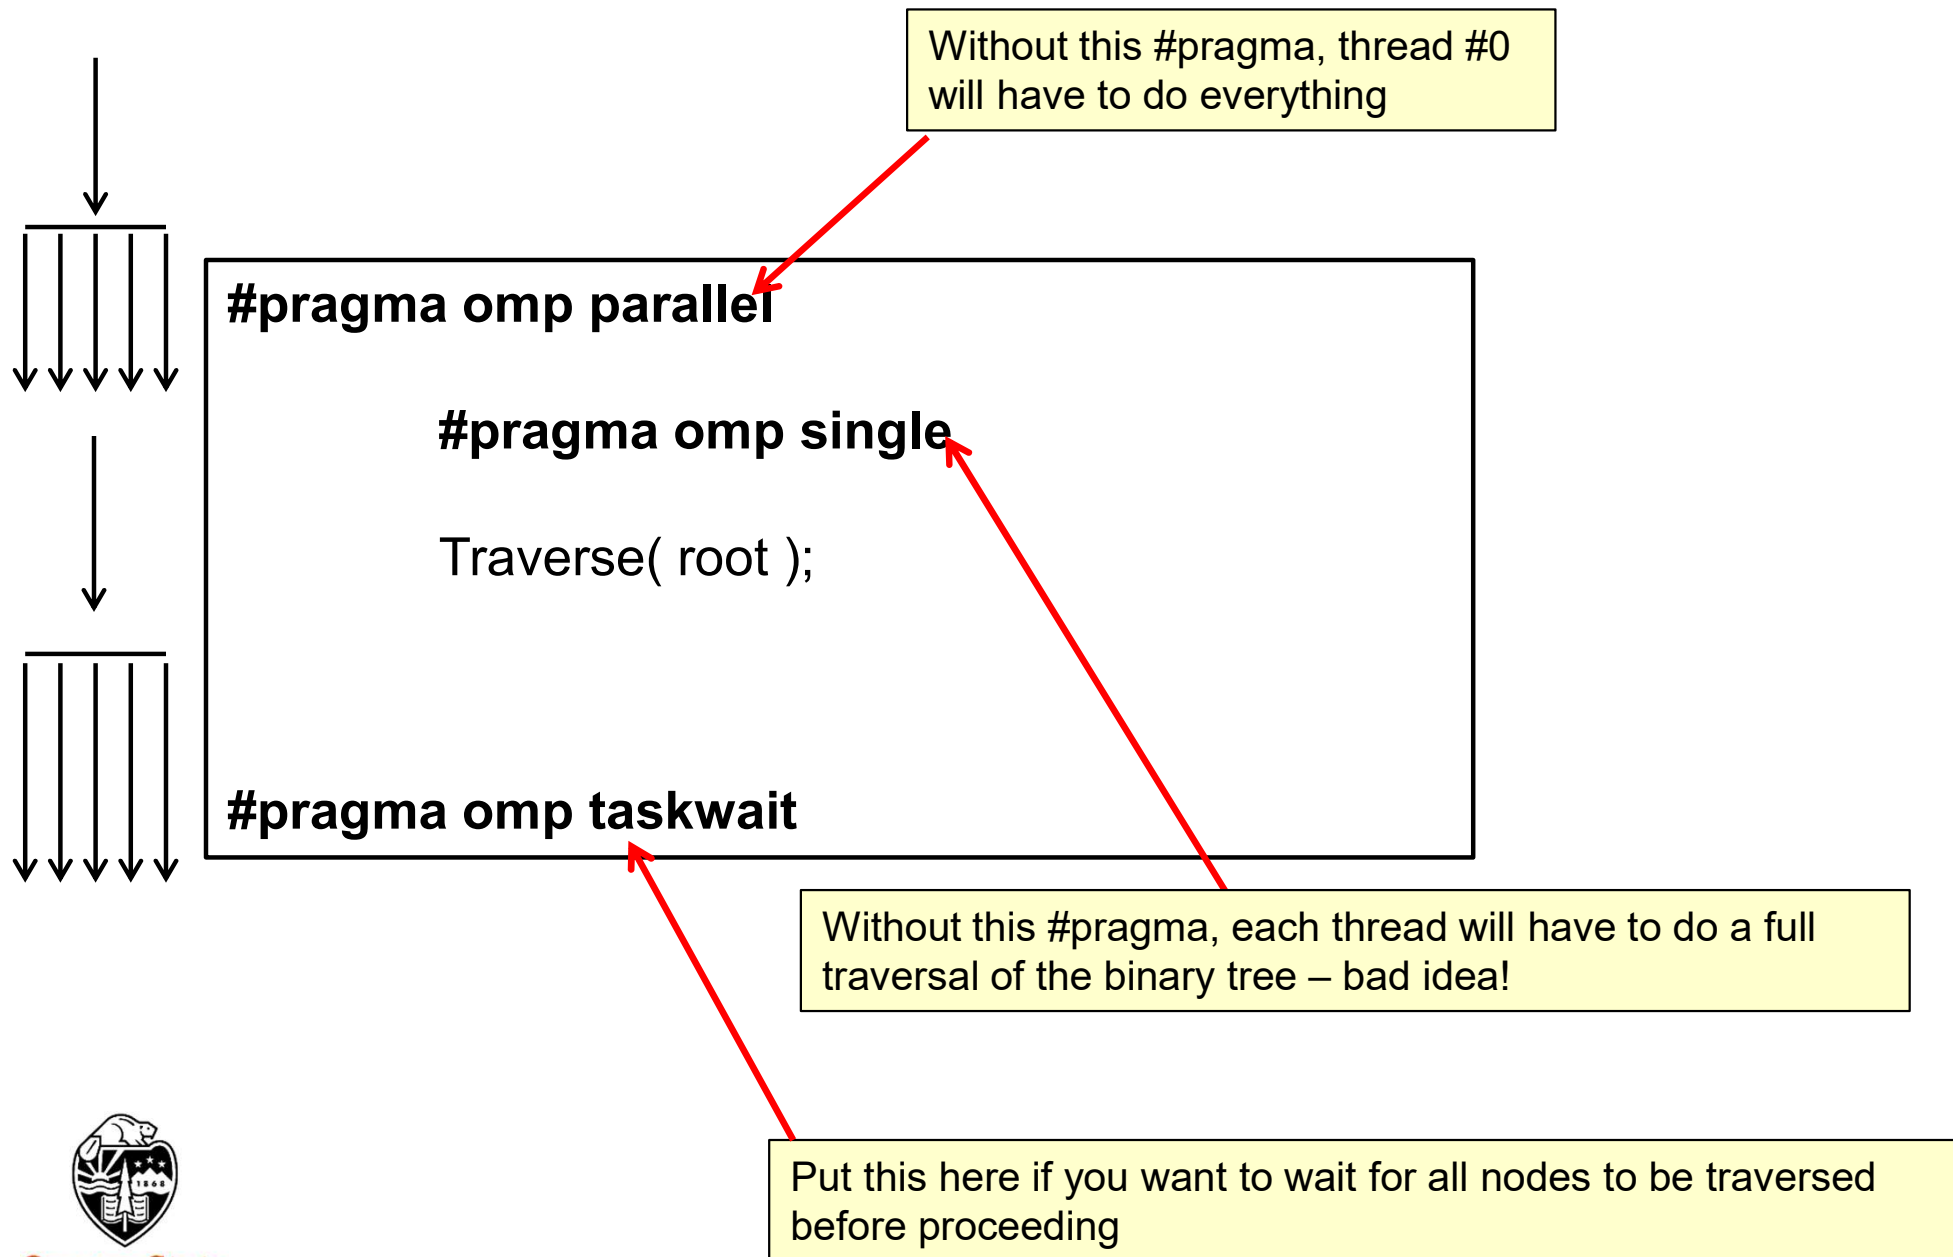 Without this #pragma, thread #0
will have to do everything
#pragma omp parallel
#pragma omp single
Traverse( root );
#pragma omp taskwait
Without this #pragma, each thread will have to do a full
traversal of the binary tree – bad idea!
Put this here if you want to wait for all nodes to be traversed
before proceeding
1868